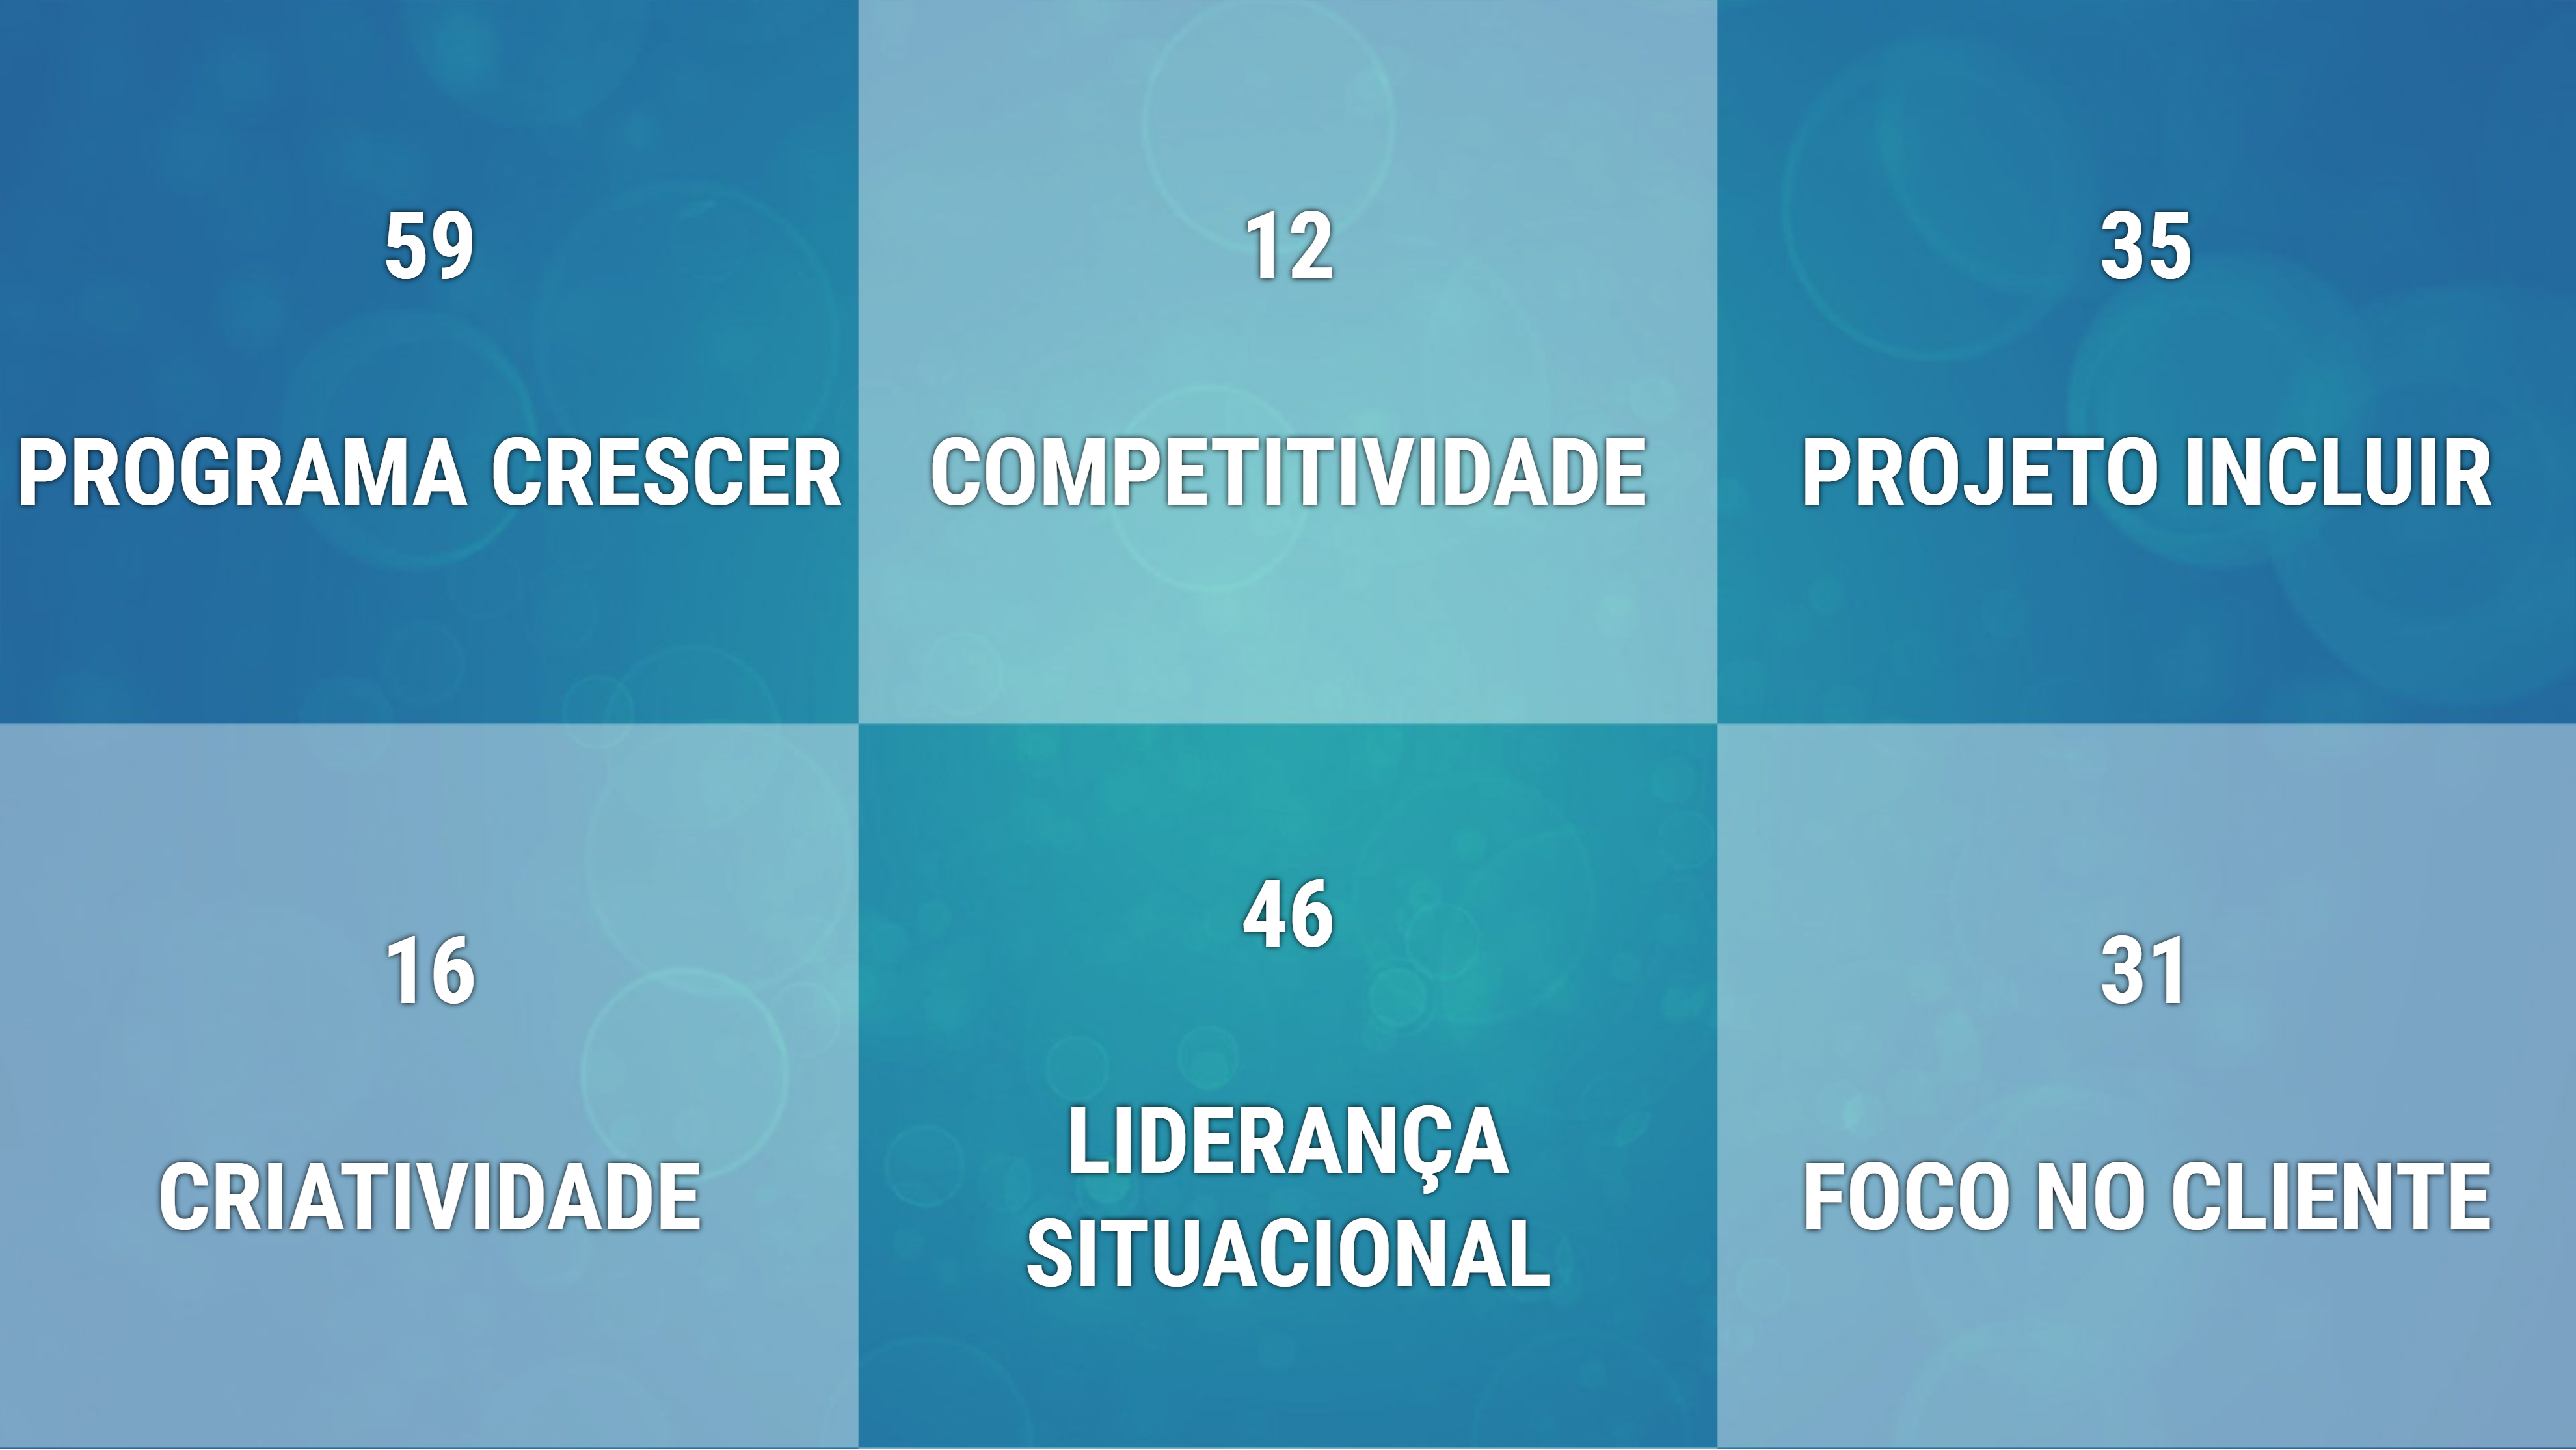 59
PROGRAMA CRESCER
12
COMPETITIVIDADE
35
PROJETO INCLUIR
16
CRIATIVIDADE
46
LIDERANÇA
SITUACIONAL
31
FOCO NO CLIENTE